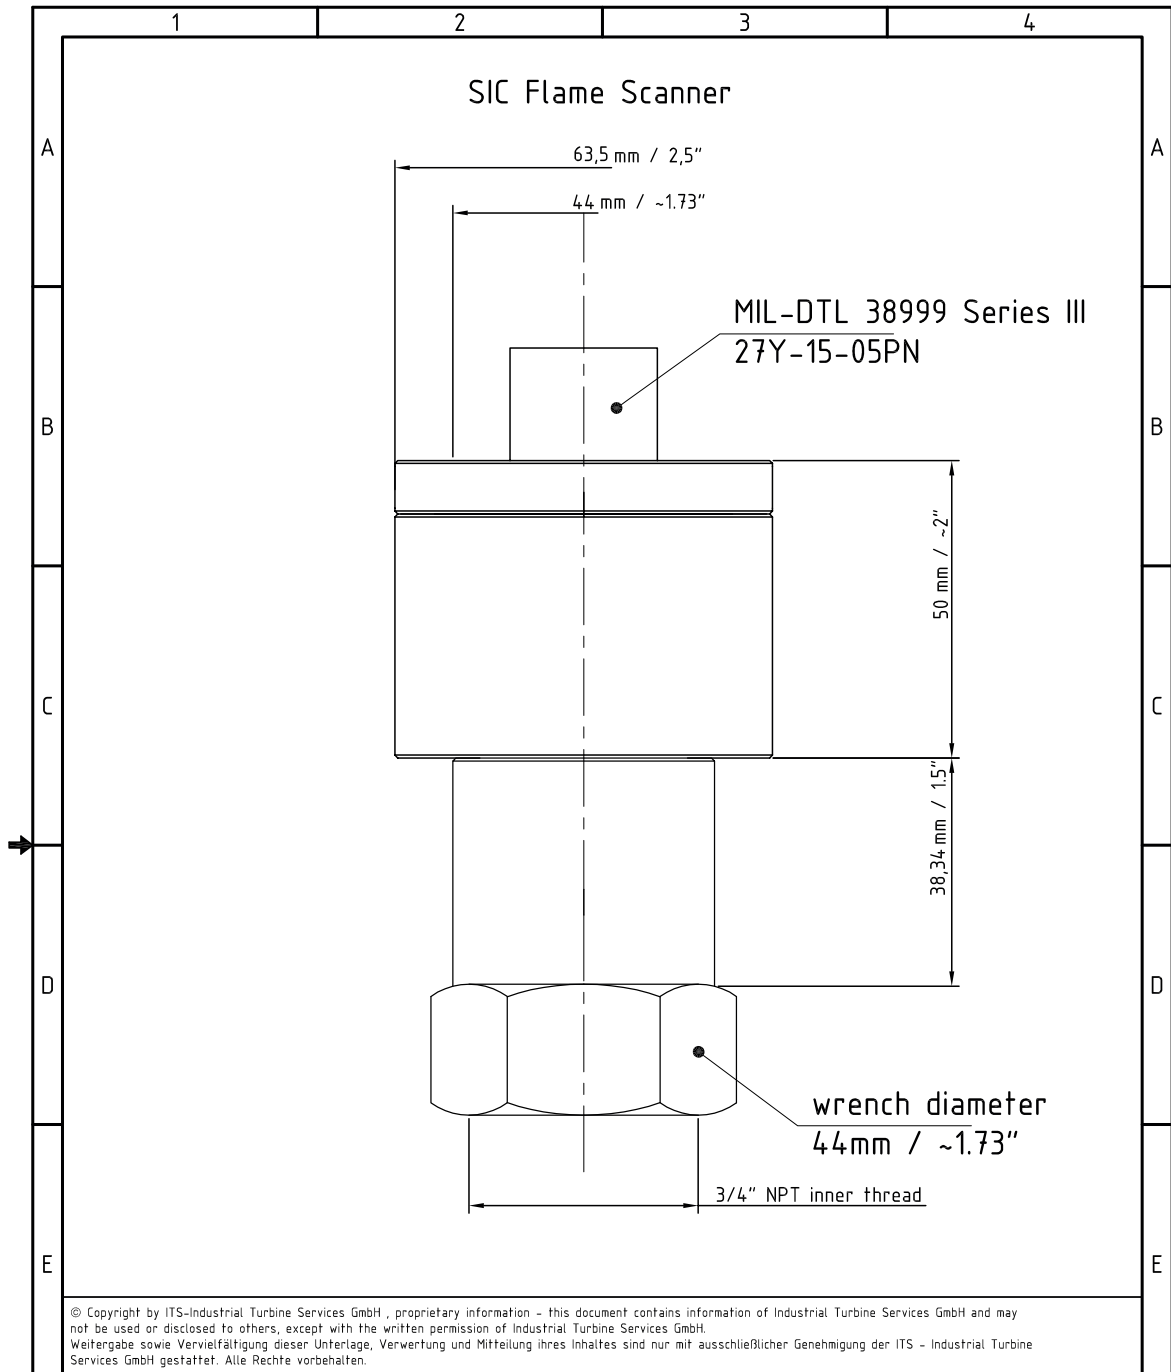 1 2 3 4
SIC Flame Scanner
A A
63,5 mm / 2,5"
44 mm / ~1.73"
MIL-DTL 38999 Series III
27Y-15-05PN
B B
50 mm / ~2"
C C
38,34 mm / 1.5"
D D
wrench diameter
44mm / ~1.73"
3/4" NPT inner thread
E E
© Copyright by ITS-Industrial Turbine Services GmbH , proprietary information - this document contains information of Industrial Turbine Services GmbH and may
not be used or disclosed to others, except with the written permission of Industrial Turbine Services GmbH.
Weitergabe sowie Vervielfältigung dieser Unterlage, Verwertung und Mitteilung ihres Inhaltes sind nur mit ausschließlicher Genehmigung der ITS - Industrial Turbine
Services GmbH gestattet. Alle Rechte vorbehalten.